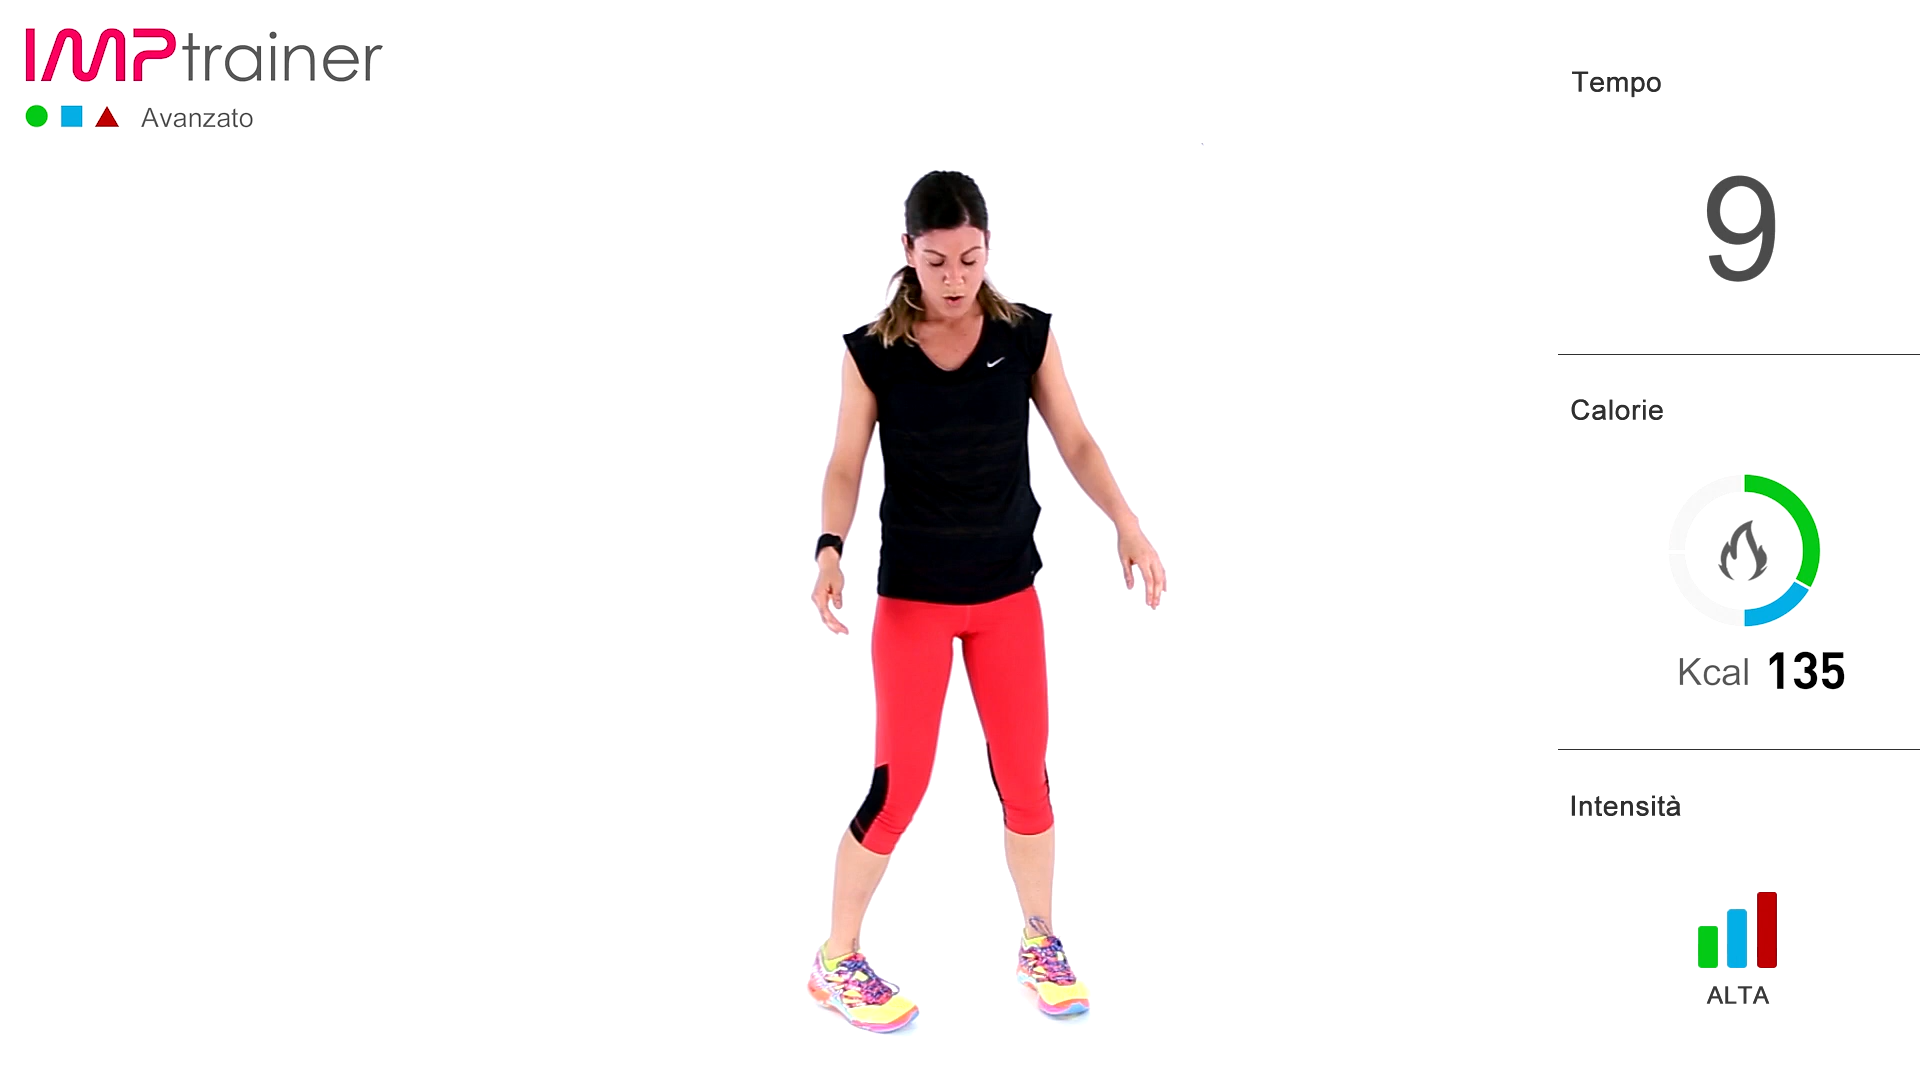 IMPtrainer
Avanzato
Tempo
9
Calorie
Kcal 135
Intensità
ALTA